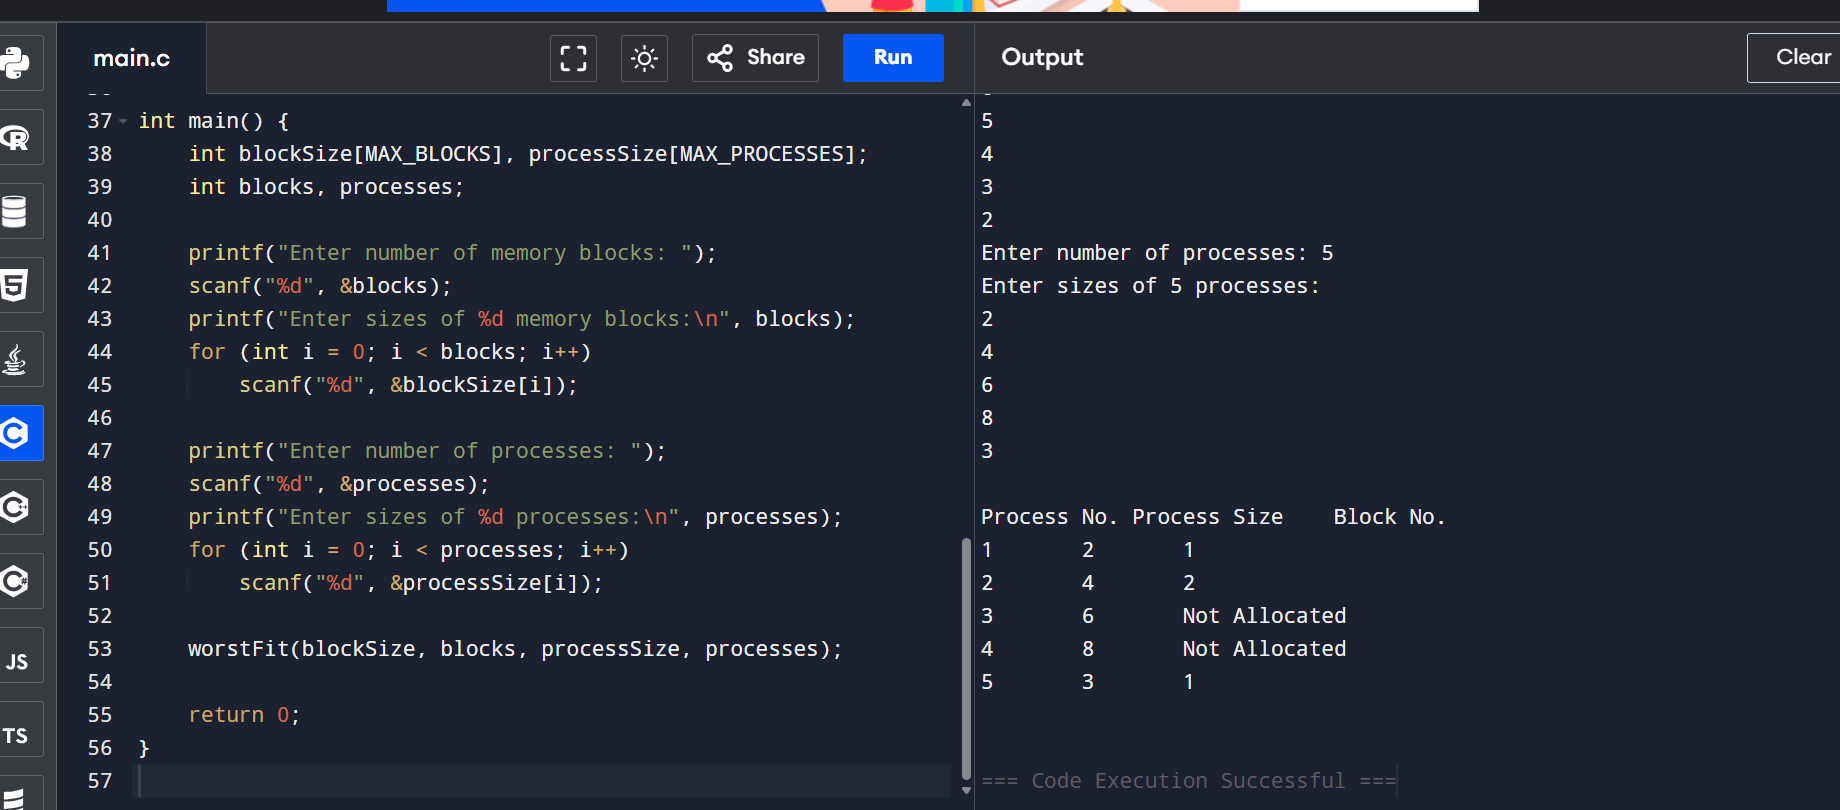 main.c
Share
Run
Output
Clear
37 int main() {
38 int blockSize[MAX_BLOCKS], processSize[MAX_PROCESSES];
39 int blocks, processes;
40
41 printf("Enter number of memory blocks: ");
42 scanf("%d", &blocks);
43 printf("Enter sizes of %d memory blocks:\n", blocks);
44 for (int i = 0; i < blocks; i++)
45 scanf("%d", &blockSize[i]);
46
47 printf("Enter number of processes: ");
48 scanf("%d", &processes);
49 printf("Enter sizes of %d processes:\n", processes);
50 for (int i = 0; i < processes; i++)
51 scanf("%d", &processSize[i]);
52
53 worstFit(blockSize, blocks, processSize, processes);
54
55 return 0;
56 }
57
5
4
3
2
Enter number of processes: 5
Enter sizes of 5 processes:
2
4
6
8
3
Process No. Process Size Block No.
1 2 1
2 4 2
3 6 Not Allocated
4 8 Not Allocated
5 3 1
=== Code Execution Successful ===
R
5
C
C++
C#
JS
TS